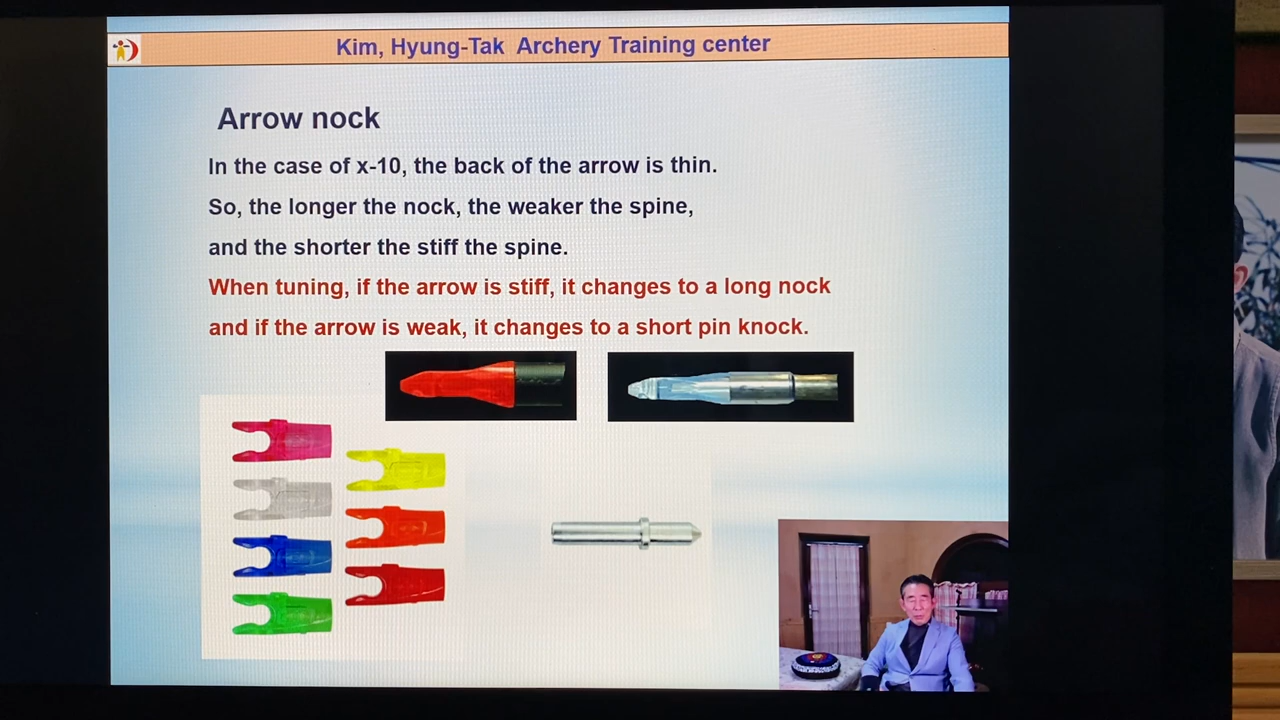 Kim, Hyung-Tak Archery Training center
Arrow nock
In the case of x-10, the back of the arrow is thin.
So, the longer the nock, the weaker the spine,
and the shorter the stiff the spine.
When tuning, if the arrow is stiff, it changes to a long nock
and if the arrow is weak, it changes to a short pin knock.